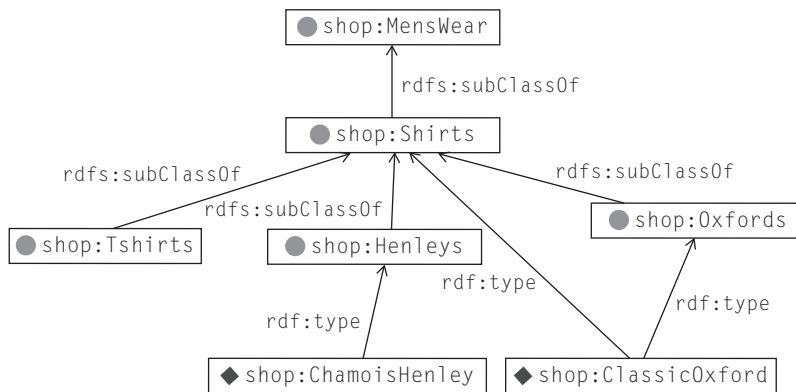 shop:MensWear
rdfs:subClassOf
shop:Shirts
rdfs:subClassOf
rdfs:subClassOf
rdfs:subClassOf
shop:Tshirts
shop:Henleys
shop:Oxfords
rdf:type
rdf:type
rdf:type
shop:ChamoisHenley
shop:ClassicOxford